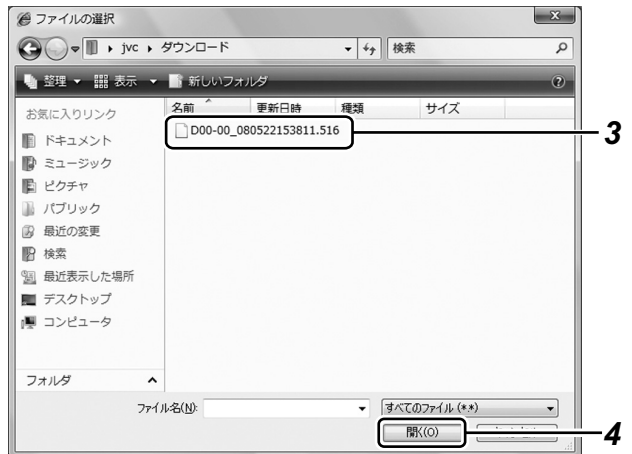 ファイルの選択
jvc ダウンロード 検索
整理 表示 新しいフォルダ
お気に入りリンク
ドキュメント
ミュージック
ピクチャ
パブリック
最近の変更
検索
最近表示した場所
デスクトップ
コンピュータ
フォルダ
名前 更新日時 種類 サイズ
D00-00_080522153811.516
3
ファイル名(N):
すべてのファイル (*.*)
開く(O)
4